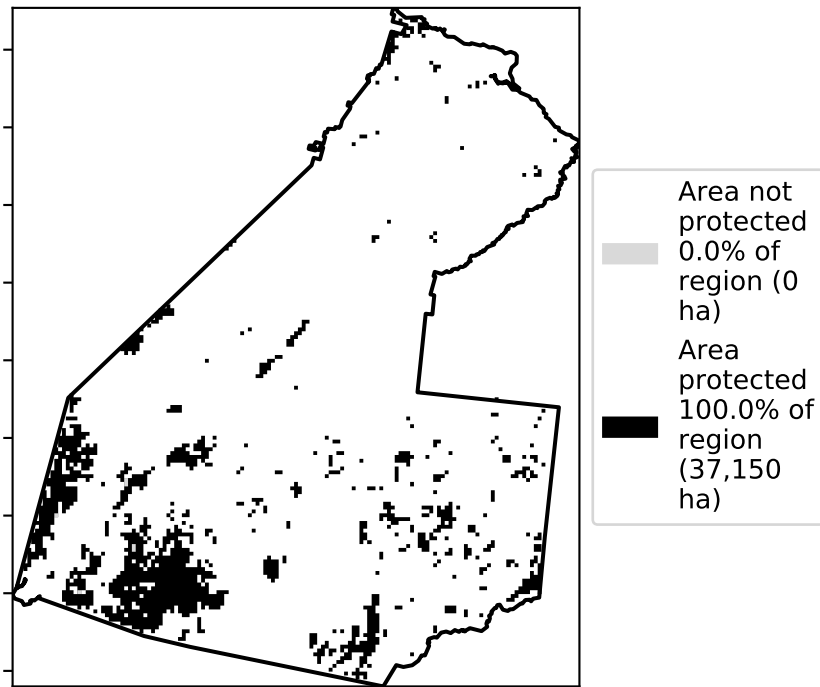 Area not
protected
0.0% of
region (0
ha)
Area
protected
100.0% of
region
(37,150
ha)